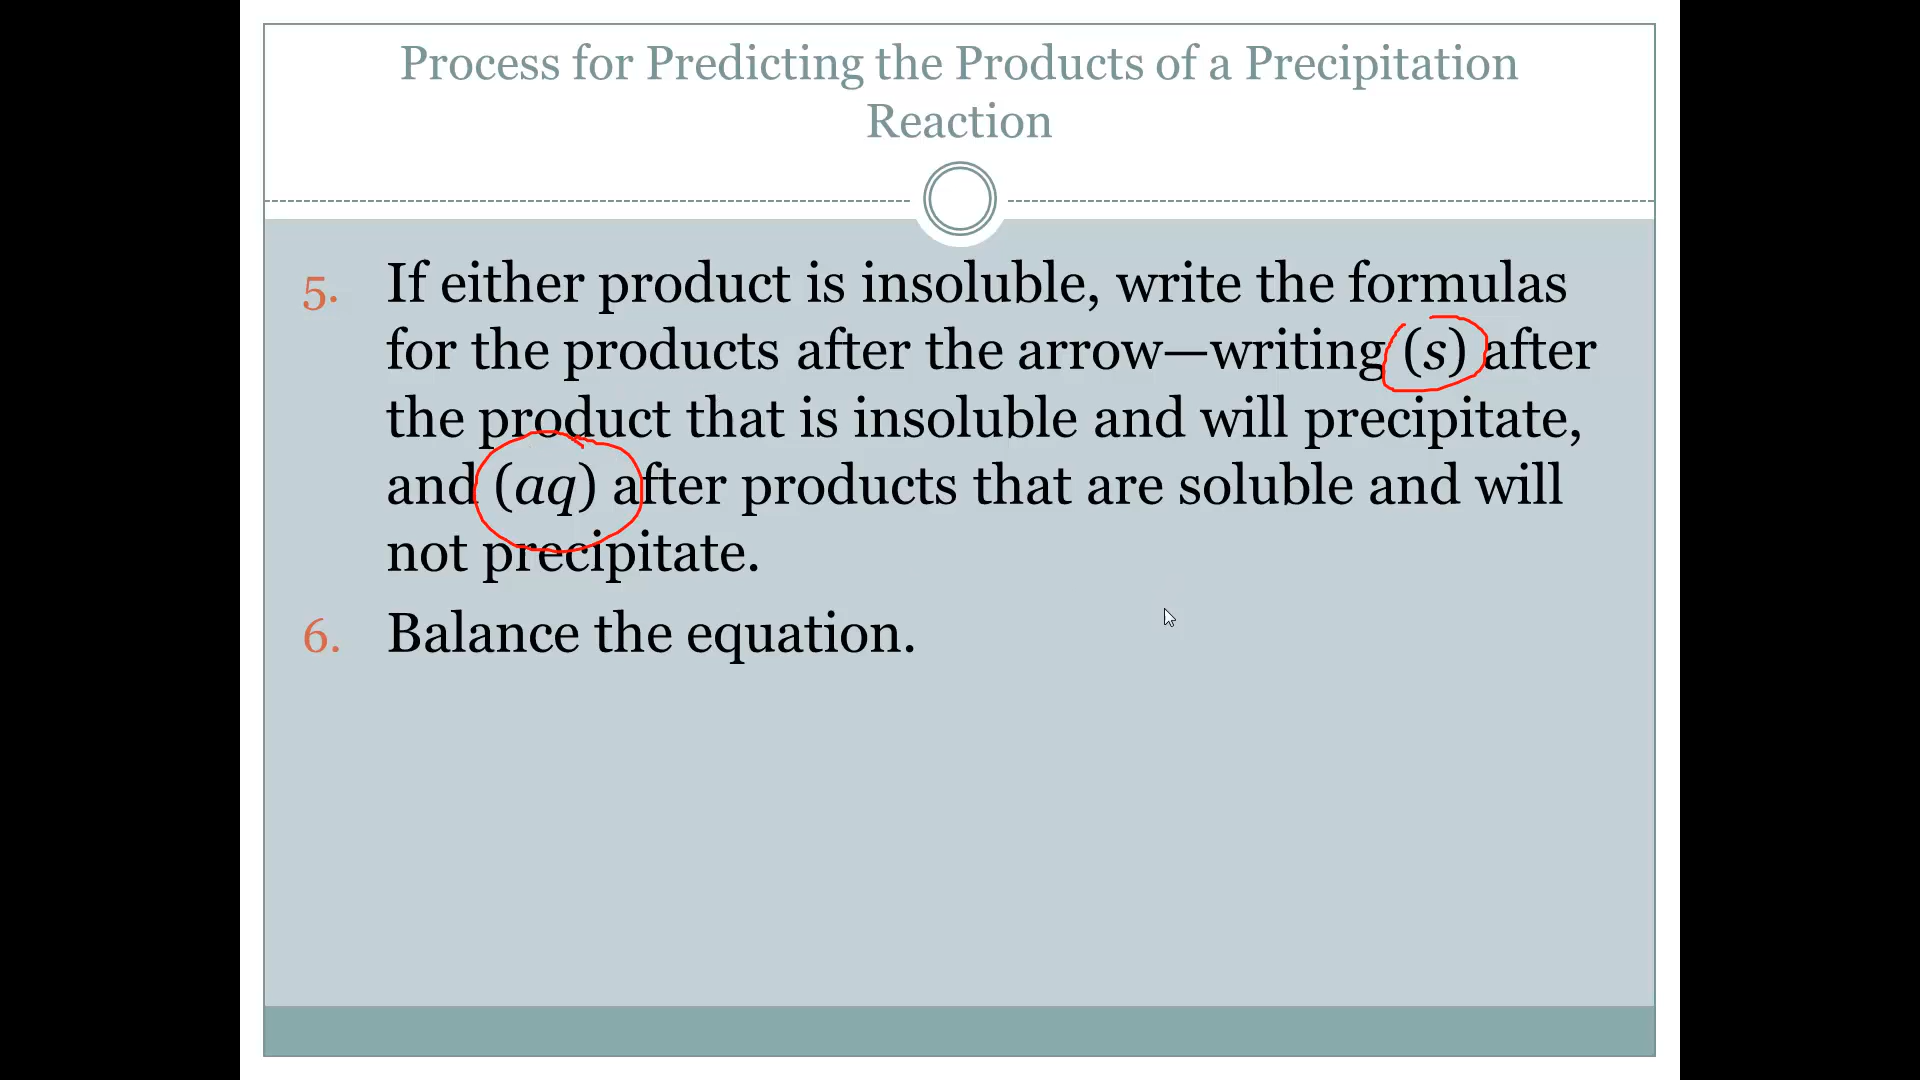 Process for Predicting the Products of a Precipitation
Reaction
5. If either product is insoluble, write the formulas
for the products after the arrow—writing (s) after
the product that is insoluble and will precipitate,
and (aq) after products that are soluble and will
not precipitate.
6. Balance the equation.